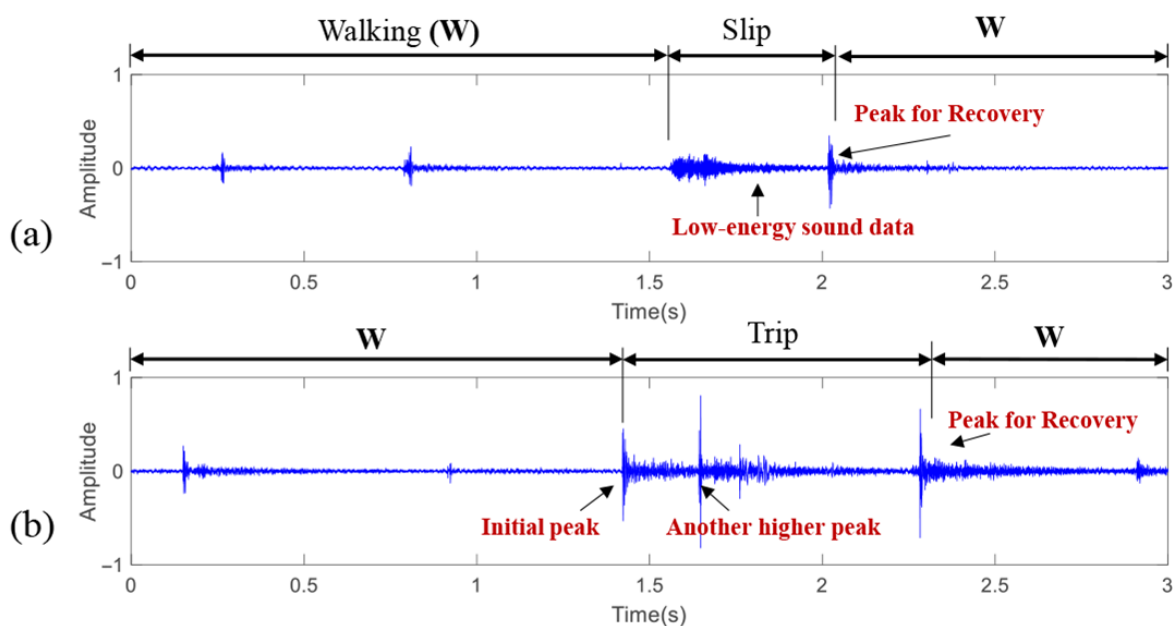 Walking (W)
Slip
W
1
0
−1
Amplitude
(a)
Peak for Recovery
Low-energy sound data
0
0.5
1
1.5
2
2.5
3
Time(s)
W
Trip
W
1
0
−1
Amplitude
(b)
Peak for Recovery
Initial peak
Another higher peak
0
0.5
1
1.5
2
2.5
3
Time(s)